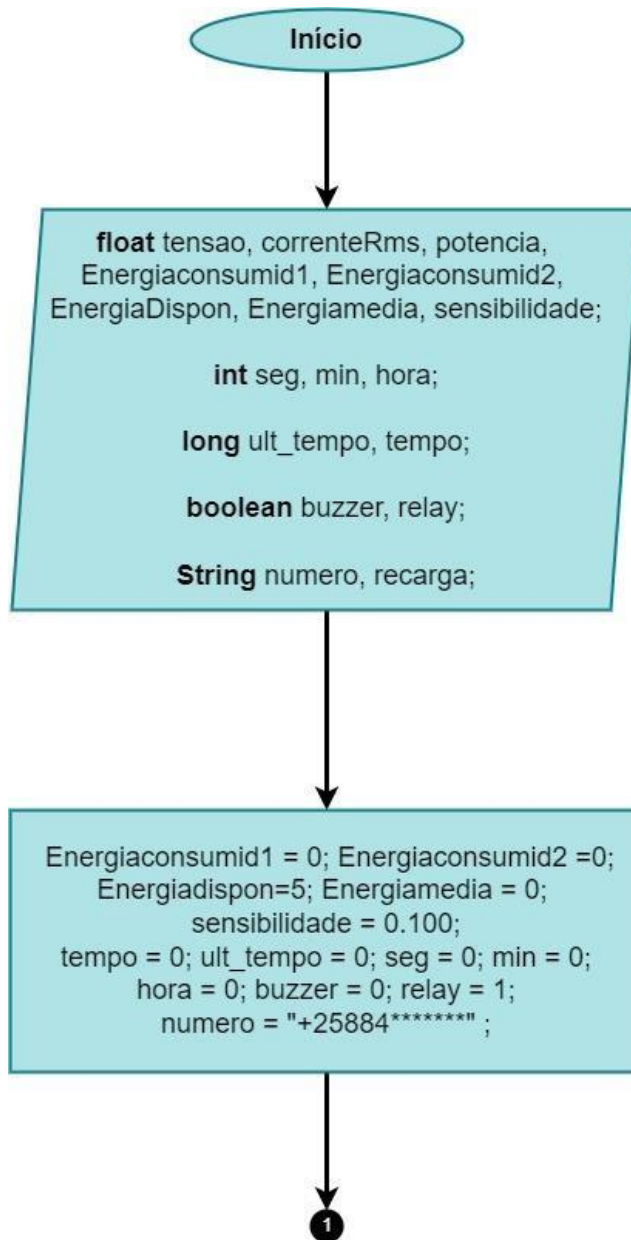 Início
float tensao, correnteRms, potencia,
Energiaconsumid1, Energiaconsumid2,
EnergiaDispon, Energiamedia, sensibilidade;
int seg, min, hora;
long ult_tempo, tempo;
boolean buzzer, relay;
String numero, recarga;
Energiaconsumid1 = 0; Energiaconsumid2 =0;
Energiadispon=5; Energiamedia = 0;
sensibilidade = 0.100;
tempo = 0; ult_tempo = 0; seg = 0; min = 0;
hora = 0; buzzer = 0; relay = 1;
numero = "+25884*******" ;
1